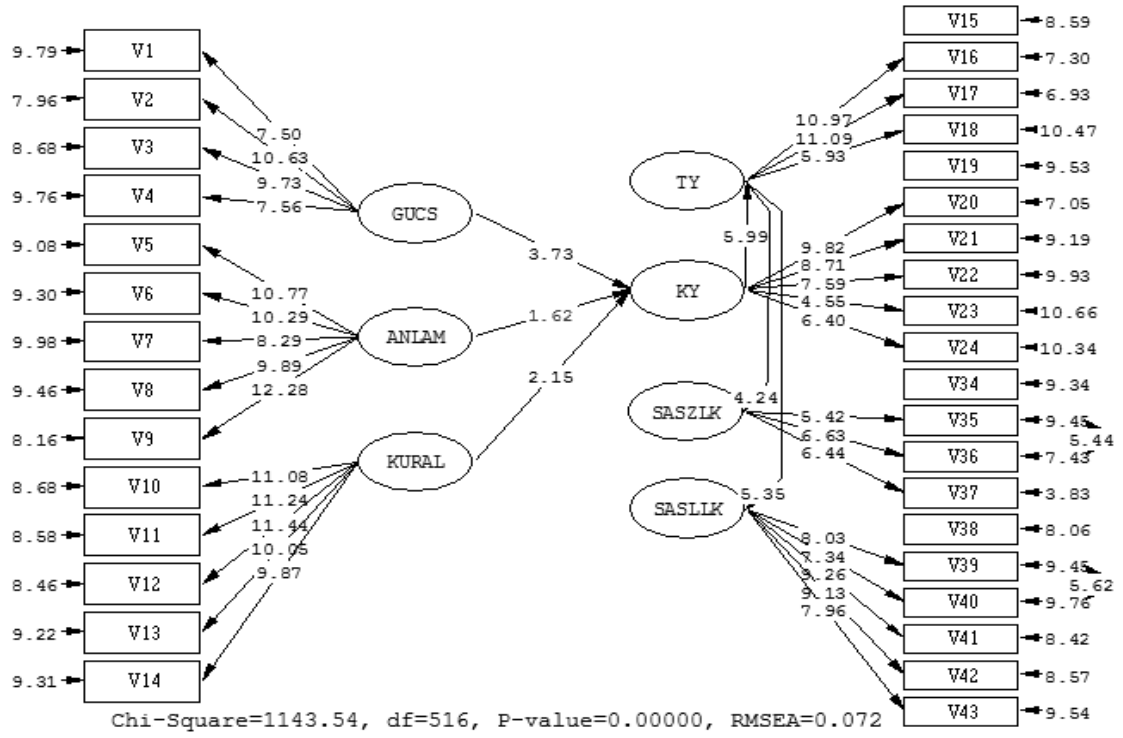 V15 8.59
9.79 V1
V16 7.30
7.96 V2
V17 6.93
10.97
11.09
5.93
V18 10.47
7.50
8.68 V3
10.63
V19 9.53
9.73
TY
9.76 V4
7.56
V20 7.05
GUCS
5.99
9.08 V5
9.82
V21 9.19
3.73
8.71
V22 9.93
9.30 V6
10.77
KY
7.59
10.29
1.62
4.55
V23 10.66
9.98 V7
8.29
ANLAM
6.40
V24 10.34
9.89
2.15
9.46 V8
12.28
V34 9.34
4.24
8.16 V9
SASZLK
5.42
V35 9.45
6.63
5.44
KURAL
6.44
V36 7.43
8.68 V10
11.08
5.35
V37 3.83
11.24
SASLLK
8.58 V11
11.44
8.03
V38 8.06
10.05
7.34
V39 9.45
8.46 V12
9.87
9.26
5.62
9.13
V40 9.76
7.96
9.22 V13
V41 8.42
V42 8.57
9.31 V14
V43 9.54
Chi-Square=1143.54, df=516, P-value=0.00000, RMSEA=0.072